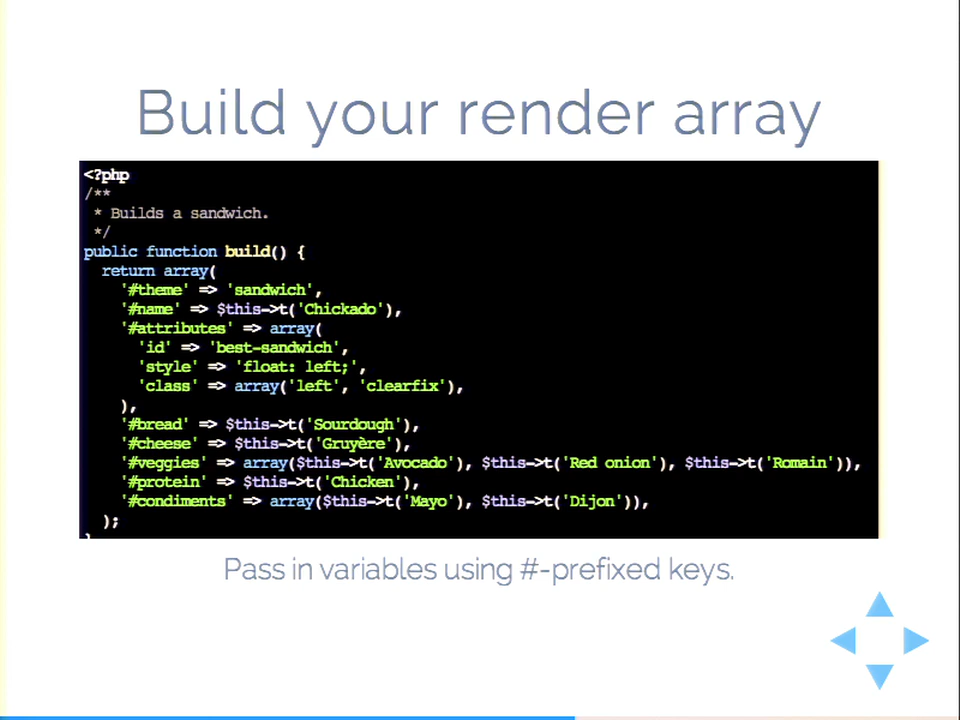 Build your render array
<?php
/**
 * Builds a sandwich.
 */
public function build() {
  return array(
    '#theme' => 'sandwich',
    '#name' => $this->t('Chickado'),
    '#attributes' => array(
      'id' => 'best-sandwich',
      'style' => 'float: left;',
      'class' => array('left', 'clearfix'),
    ),
    '#bread' => $this->t('Sourdough'),
    '#cheese' => $this->t('Gruyère'),
    '#veggies' => array($this->t('Avocado'), $this->t('Red onion'), $this->t('Romain')),
    '#protein' => $this->t('Chicken'),
    '#condiments' => array($this->t('Mayo'), $this->t('Dijon')),
  );
}
Pass in variables using #-prefixed keys.